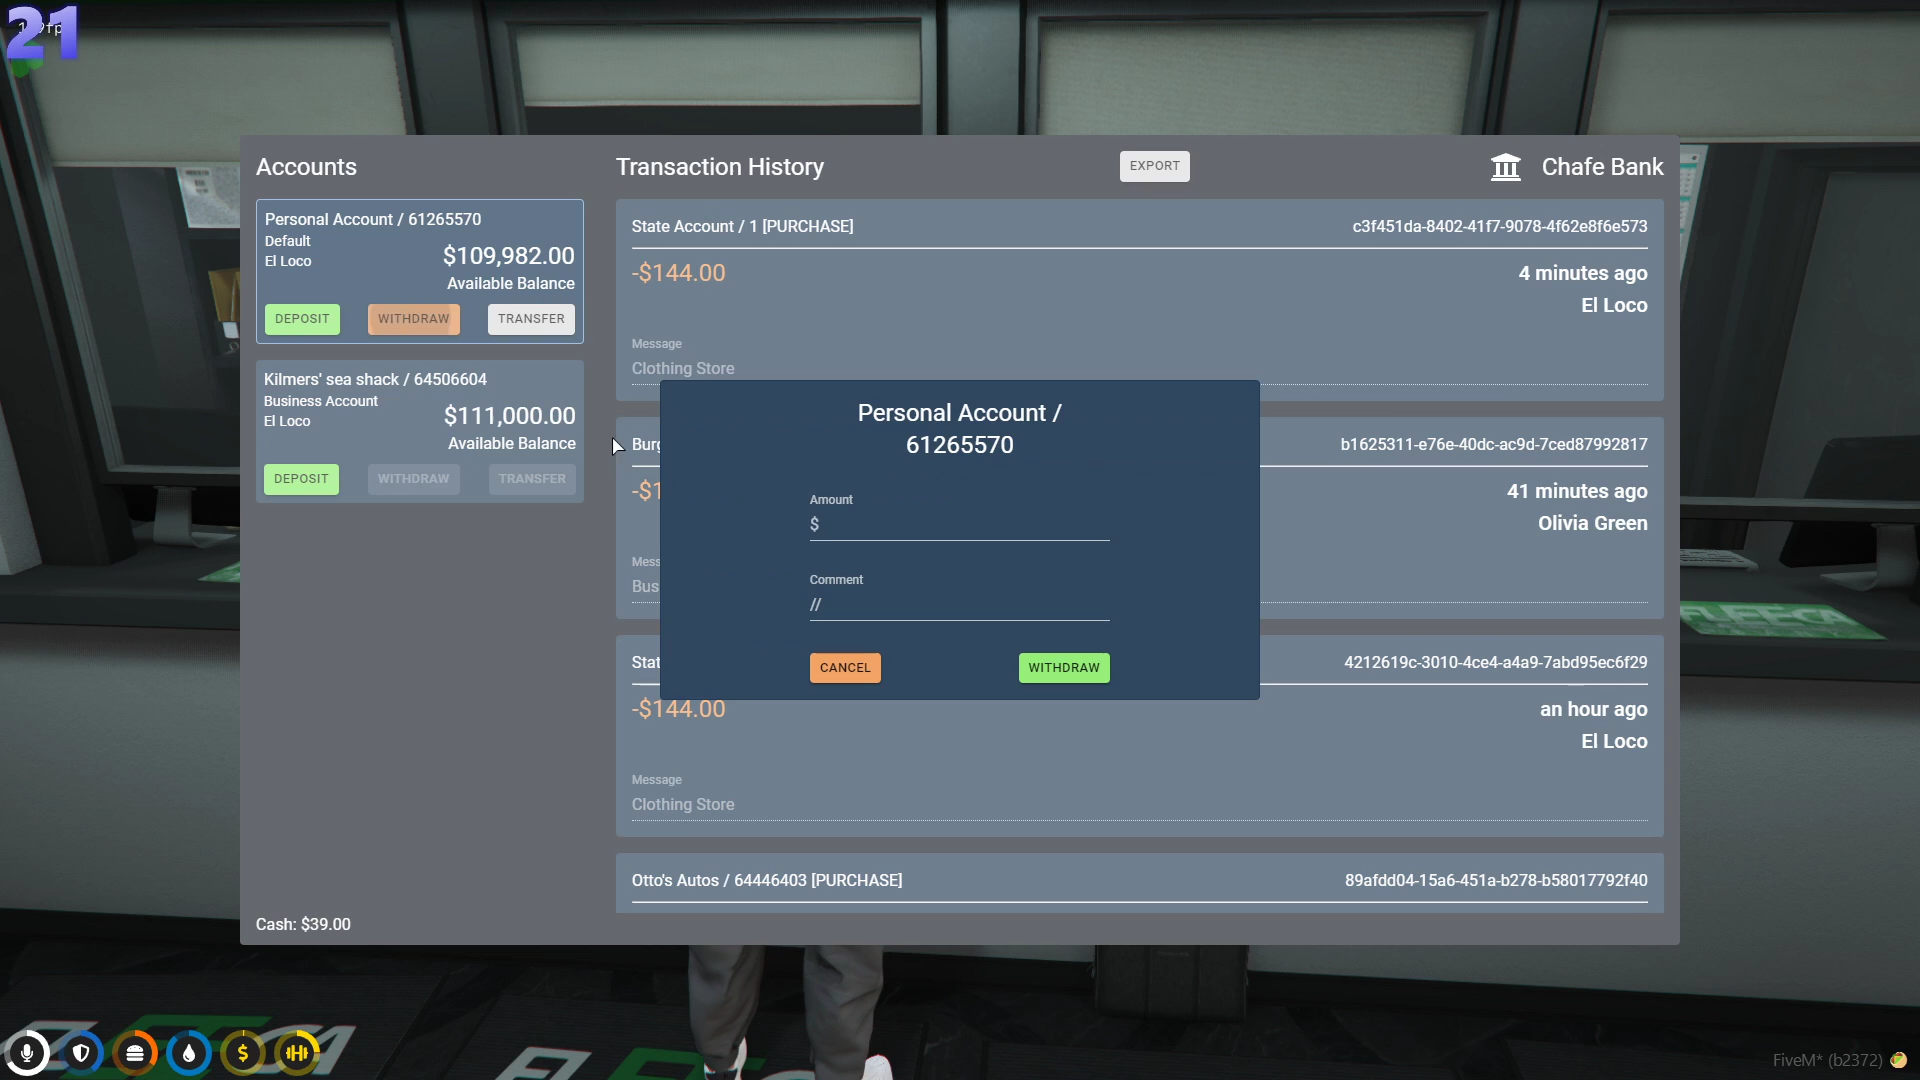 21
Accounts
Transaction History
EXPORT
Chafe Bank
Personal Account / 61265570
Default
El Loco
$109,982.00
Available Balance
DEPOSIT
WITHDRAW
TRANSFER
Kilmers' sea shack / 64506604
Business Account
El Loco
$111,000.00
Available Balance
DEPOSIT
WITHDRAW
TRANSFER
Cash: $39.00
State Account / 1 [PURCHASE]
c3f451da-8402-41f7-9078-4f62e8f6e573
-$144.00
4 minutes ago
El Loco
Message
Clothing Store
b1625311-e76e-40dc-ac9d-7ced87992817
41 minutes ago
Olivia Green
Personal Account /
61265570
Amount
$
Comment
//
CANCEL
WITHDRAW
4212619c-3010-4ce4-a4a9-7abd95ec6f29
-$144.00
an hour ago
El Loco
Message
Clothing Store
Otto's Autos / 64446403 [PURCHASE]
89afdd04-15a6-451a-b278-b58017792f40
FLEECA
FiveM* (b2372)